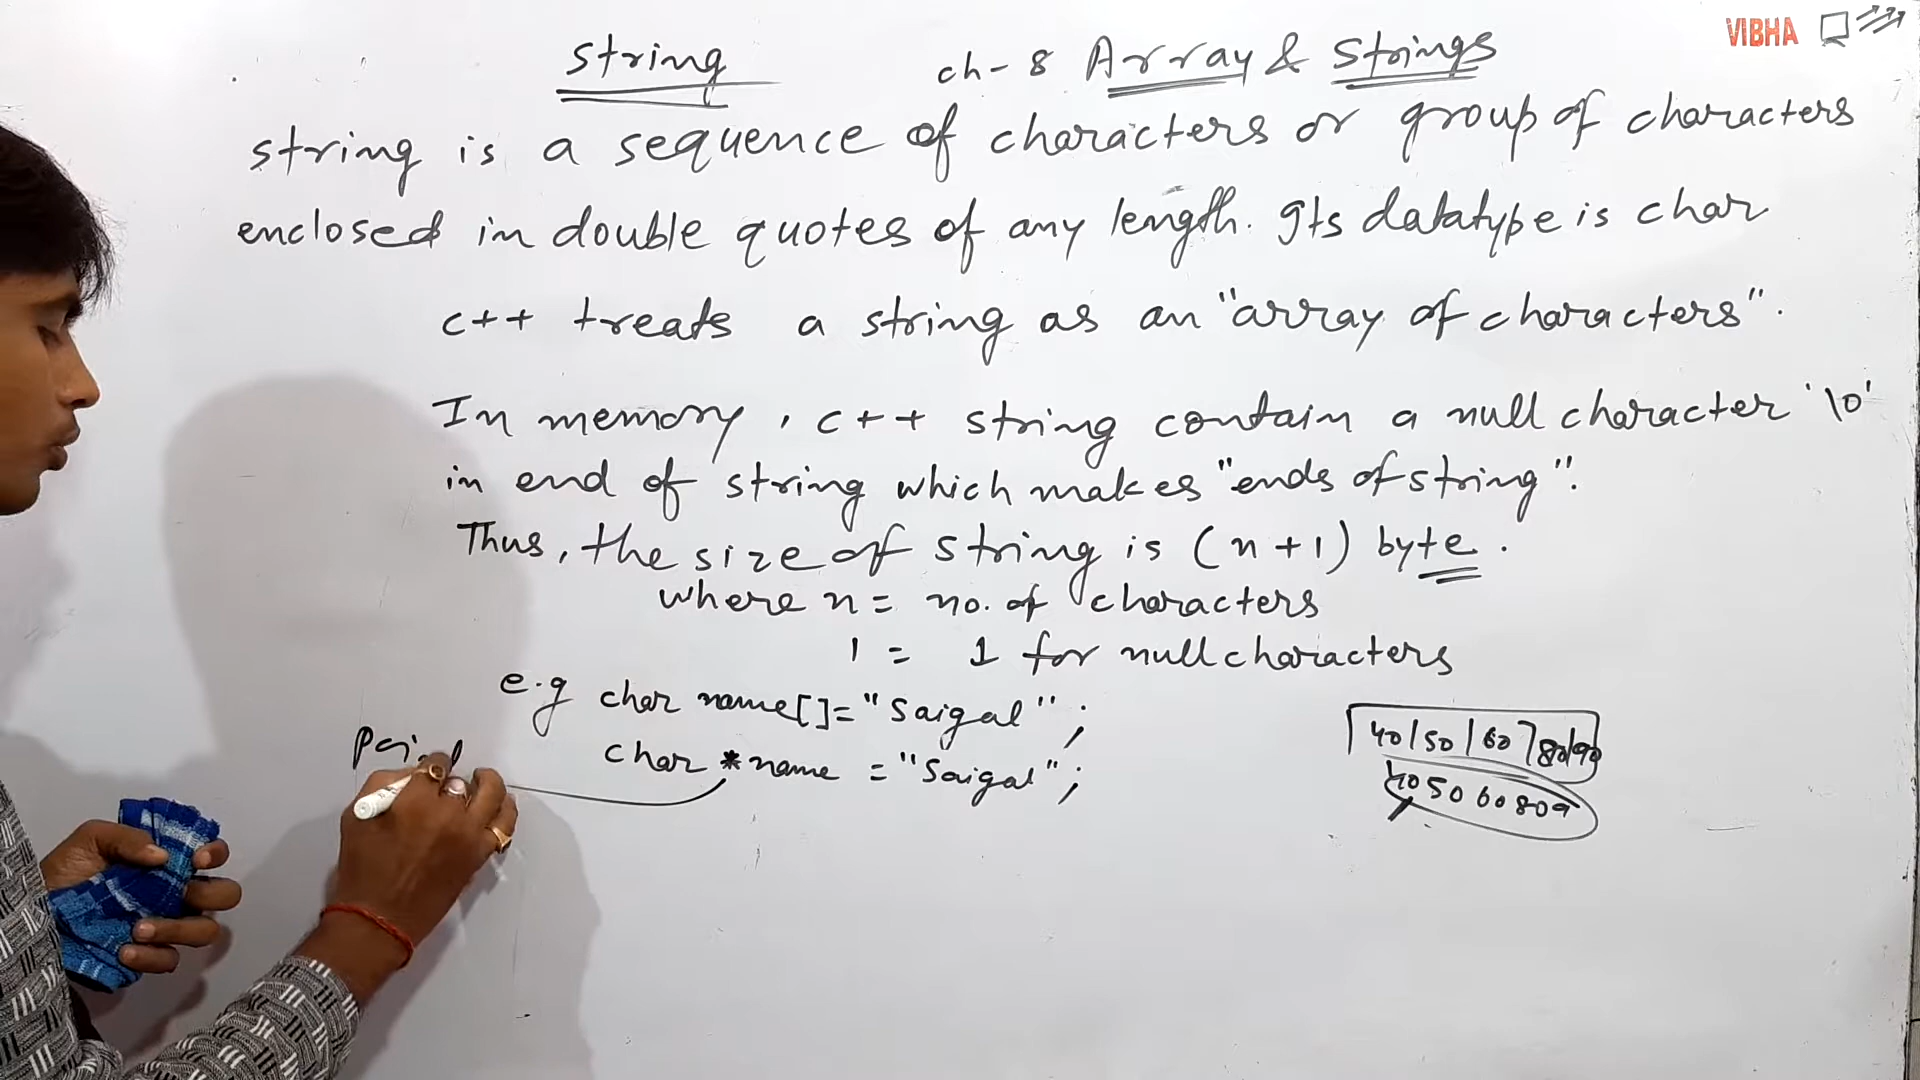 VIBHA
string ch-8 Array & Strings
string is a sequence of characters or group of characters
enclosed in double quotes of any length. Its datatype is char
c++ treats a string as an "array of characters".
In memory, c++ string contain a null character '\0'
in end of string which makes "ends of string".
Thus, the size of string is (n+1) byte.
where n = no. of characters
1 = 1 for null characters
e.g char name[]="Saigal";
char *name = "Saigal";
40|50|60|80|90
40 50 60 80